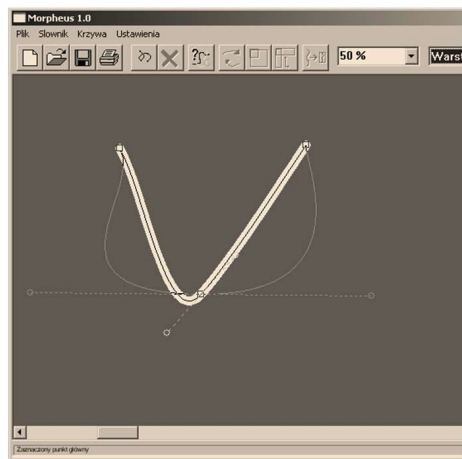 Morpheus 1.0
Plik Slownik Krzywa Ustawienia
50 % Warst
Zaznaczony punkt główny